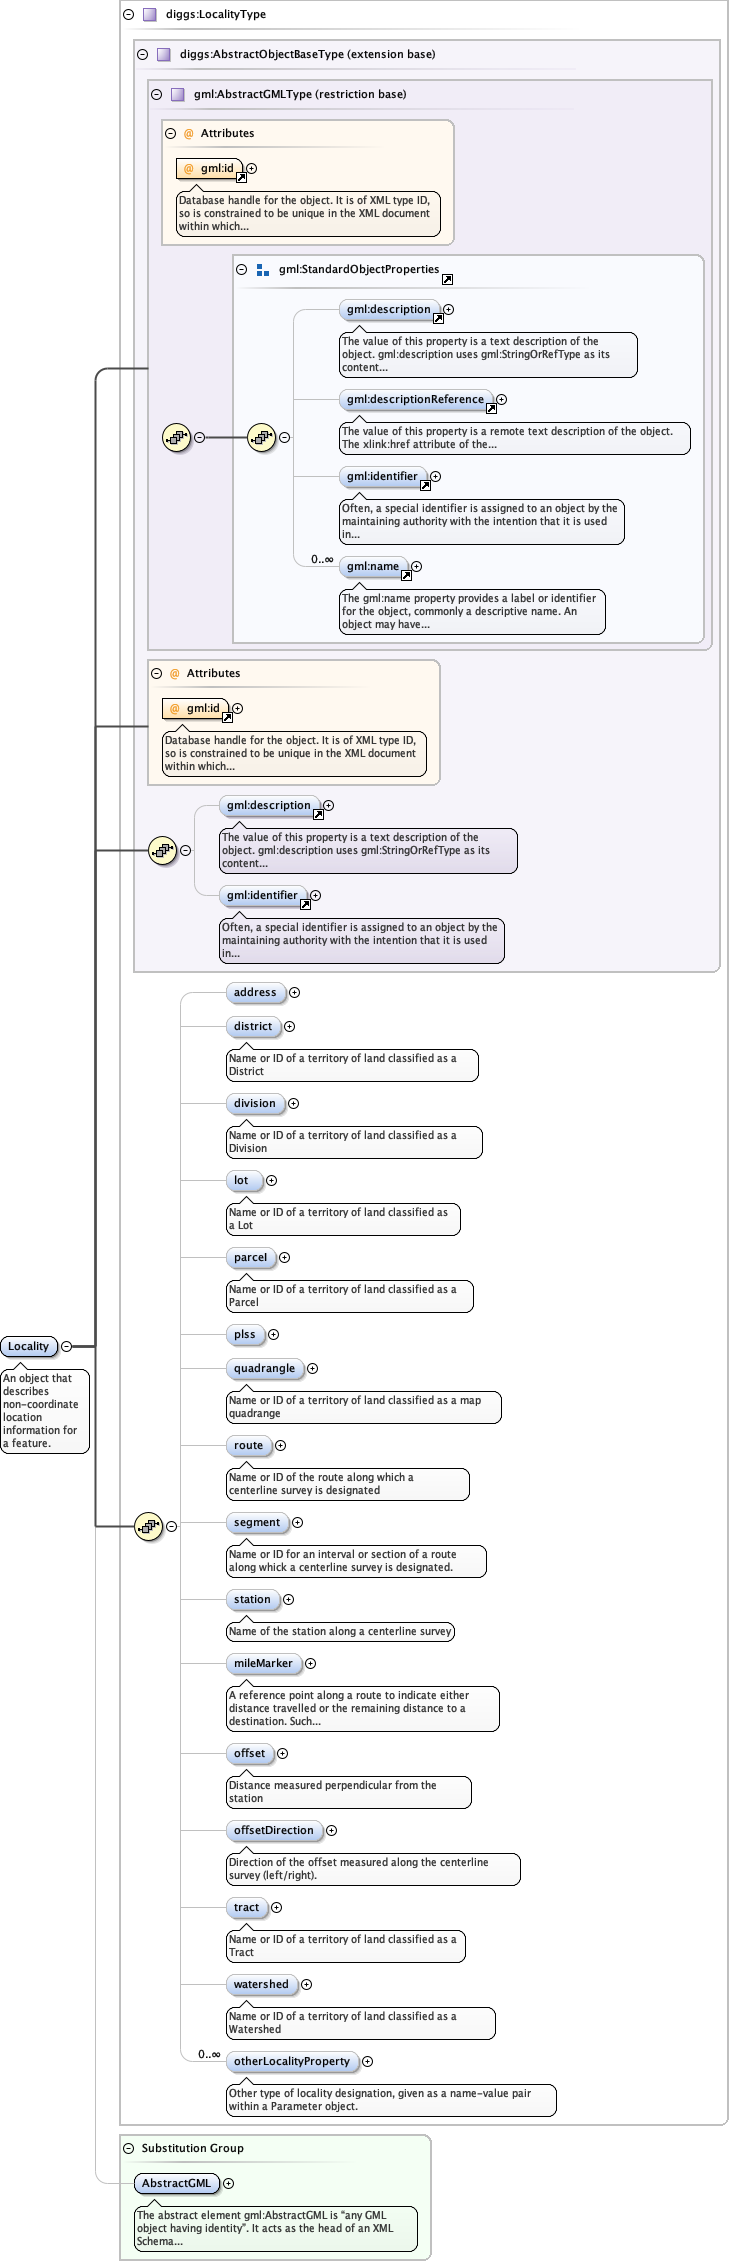 diggs:LocalityType
diggs:AbstractObjectBaseType (extension base)
gml:AbstractGMLType (restriction base)
@ Attributes
@ gml:id
Database handle for the object. It is of XML type ID,
so is constrained to be unique in the XML document
within which...
gml:StandardObjectProperties
gml:description
The value of this property is a text description of the
object. gml:description uses gml:StringOrRefType as its
content...
gml:descriptionReference
The value of this property is a remote text description of the object.
The xlink:href attribute of the...
gml:identifier
Often, a special identifier is assigned to an object by the
maintaining authority with the intention that it is used
in...
0..∞
gml:name
The gml:name property provides a label or identifier
for the object, commonly a descriptive name. An
object may have...
@ Attributes
@ gml:id
Database handle for the object. It is of XML type ID,
so is constrained to be unique in the XML document
within which...
gml:description
The value of this property is a text description of the
object. gml:description uses gml:StringOrRefType as its
content...
gml:identifier
Often, a special identifier is assigned to an object by the
maintaining authority with the intention that it is used
in...
address
district
Name or ID of a territory of land classified as a
District
division
Name or ID of a territory of land classified as a
Division
lot
Name or ID of a territory of land classified as
a Lot
parcel
Name or ID of a territory of land classified as a
Parcel
Locality
An object that
describes
non-coordinate
location
information for
a feature.
plss
quadrangle
Name or ID of a territory of land classified as a map
quadrange
route
Name or ID of the route along which a
centerline survey is designated
segment
Name or ID for an interval or section of a route
along whick a centerline survey is designated.
station
Name of the station along a centerline survey
mileMarker
A reference point along a route to indicate either
distance travelled or the remaining distance to a
destination. Such...
offset
Distance measured perpendicular from the
station
offsetDirection
Direction of the offset measured along the centerline
survey (left/right).
tract
Name or ID of a territory of land classified as a
Tract
watershed
Name or ID of a territory of land classified as a
Watershed
0..∞
otherLocalityProperty
Other type of locality designation, given as a name-value pair
within a Parameter object.
Substitution Group
AbstractGML
The abstract element gml:AbstractGML is “any GML
object having identity”. It acts as the head of an XML
Schema...